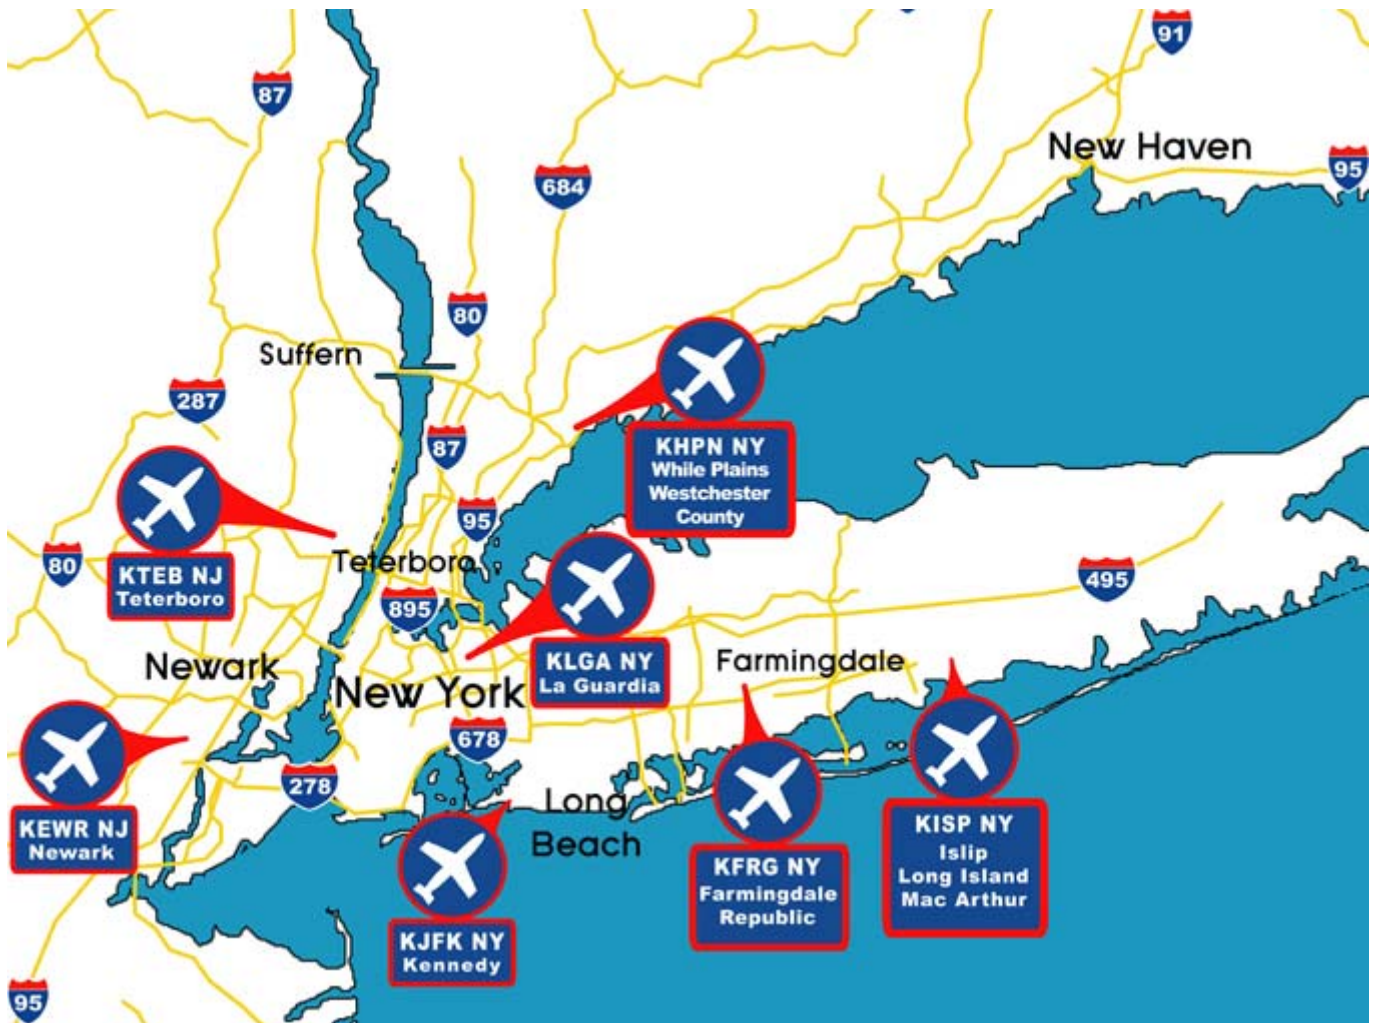 91
87
New Haven
95
684
80
Suffern
287
87
KHPN NY
While Plains
Westchester
County
95
80
Teterboro
KTEB NJ
Teterboro
495
895
KLGA NY
La Guardia
Newark
Farmingdale
New York
678
278
Long
Beach
KEWR NJ
Newark
KISP NY
Islip
Long Island
Mac Arthur
KFRG NY
Farmingdale
Republic
KJFK NY
Kennedy
95